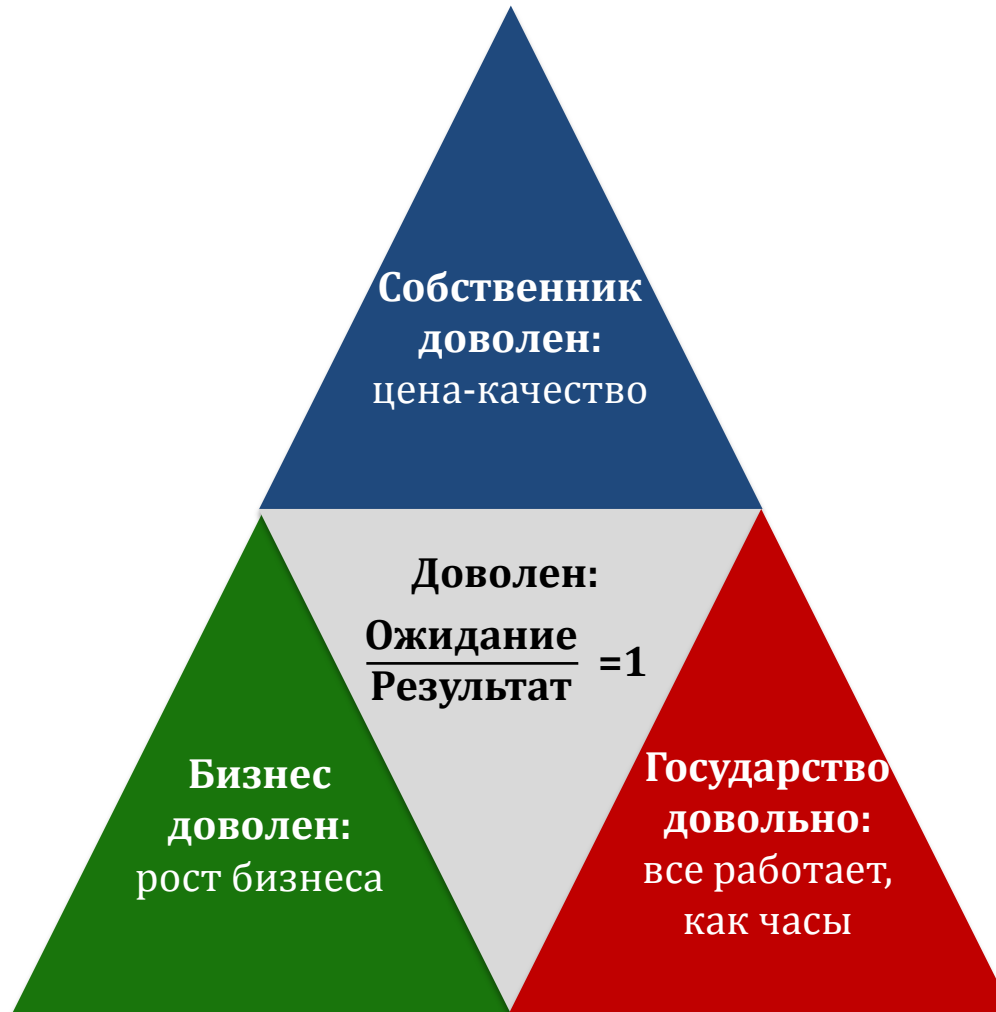 Собственник
доволен:
цена-качество
Доволен:
Ожидание
Результат
=1
Бизнес
доволен:
рост бизнеса
Государство
довольно:
все работает,
как часы